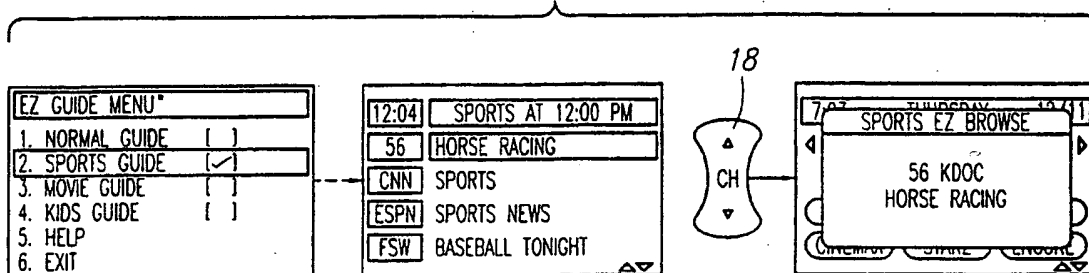 18
EZ GUIDE MENU
1. NORMAL GUIDE [ ]
2. SPORTS GUIDE [✓]
3. MOVIE GUIDE [ ]
4. KIDS GUIDE [ ]
5. HELP
6. EXIT
12:04 SPORTS AT 12:00 PM
56 HORSE RACING
CNN SPORTS
ESPN SPORTS NEWS
FSW BASEBALL TONIGHT
CH
SPORTS EZ BROWSE
56 KDOC
HORSE RACING